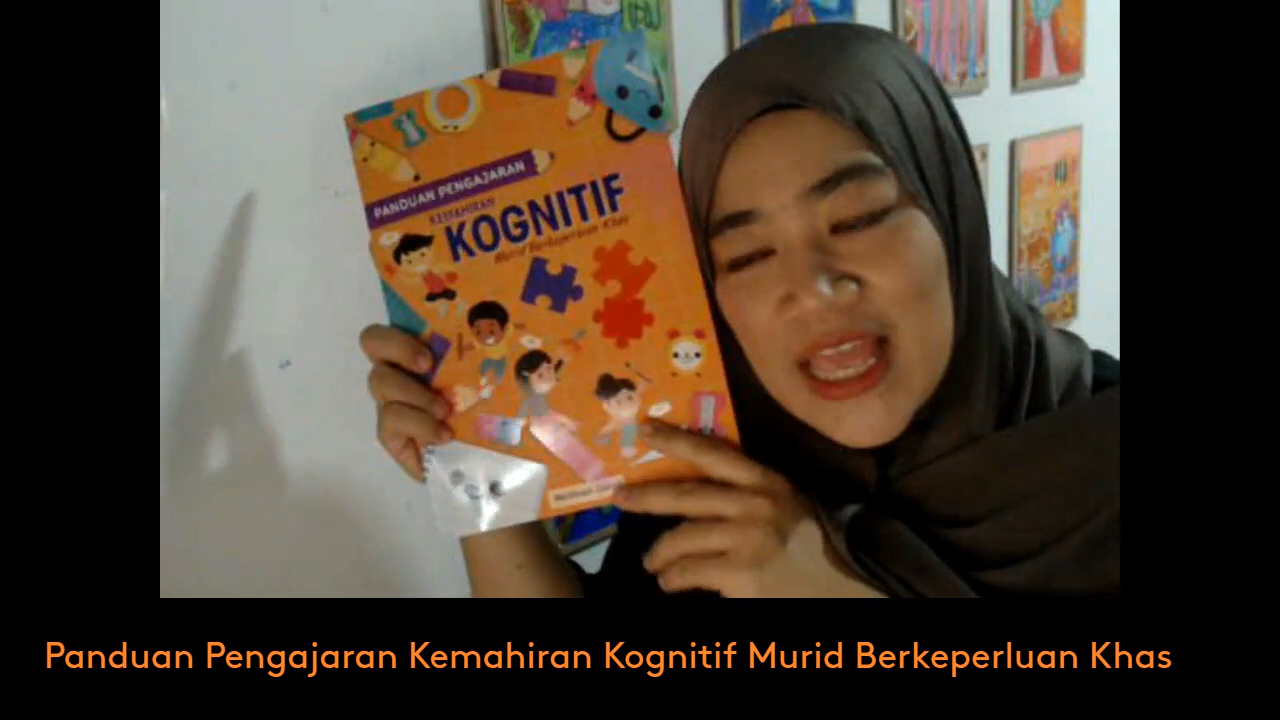 PANDUAN PENGAJARAN
KEMAHIRAN
KOGNITIF
Murid Berkeperluan Khas
Panduan Pengajaran Kemahiran Kognitif Murid Berkeperluan Khas